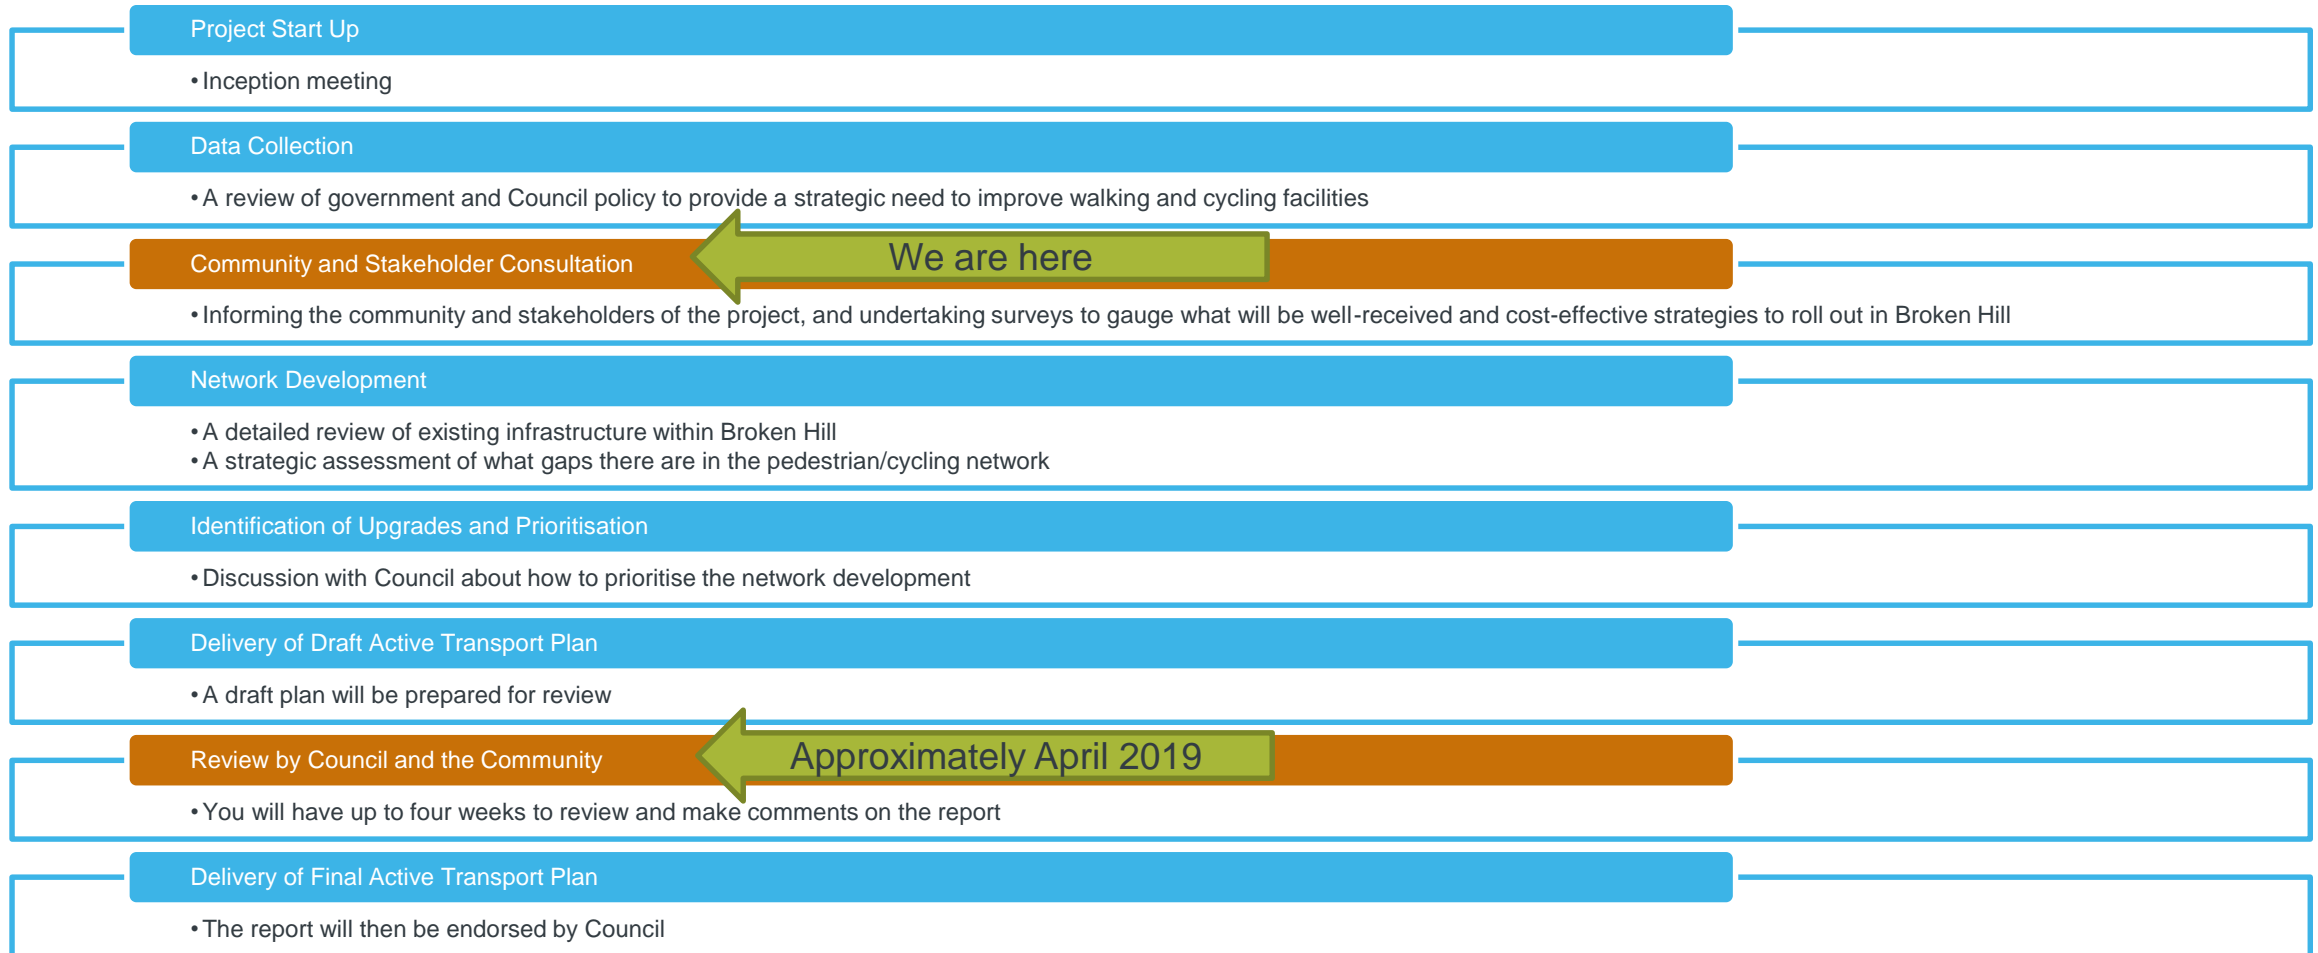 Project Start Up
• Inception meeting
Data Collection
• A review of government and Council policy to provide a strategic need to improve walking and cycling facilities
Community and Stakeholder Consultation
We are here
• Informing the community and stakeholders of the project, and undertaking surveys to gauge what will be well-received and cost-effective strategies to roll out in Broken Hill
Network Development
• A detailed review of existing infrastructure within Broken Hill
• A strategic assessment of what gaps there are in the pedestrian/cycling network
Identification of Upgrades and Prioritisation
• Discussion with Council about how to prioritise the network development
Delivery of Draft Active Transport Plan
• A draft plan will be prepared for review
Review by Council and the Community
Approximately April 2019
• You will have up to four weeks to review and make comments on the report
Delivery of Final Active Transport Plan
• The report will then be endorsed by Council